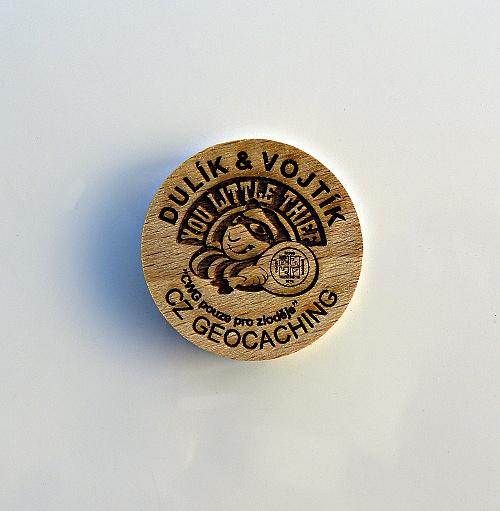 DULÍK & VOJTÍK
YOU LITTLE THIEF
"CWG pouze pro zloděje"
CZ GEOCACHING